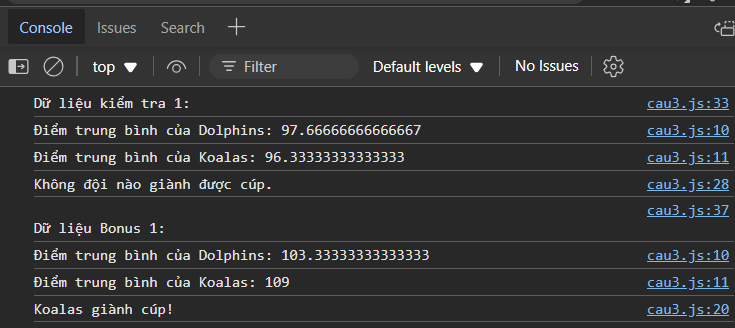 Console Issues Search
top Filter Default levels No Issues
Dữ liệu kiểm tra 1: cau3.js:33
Điểm trung bình của Dolphins: 97.66666666666667 cau3.js:10
Điểm trung bình của Koalas: 96.33333333333333 cau3.js:11
Không đội nào giành được cúp. cau3.js:28
cau3.js:37
Dữ liệu Bonus 1:
Điểm trung bình của Dolphins: 103.33333333333333 cau3.js:10
Điểm trung bình của Koalas: 109 cau3.js:11
Koalas giành cúp! cau3.js:20